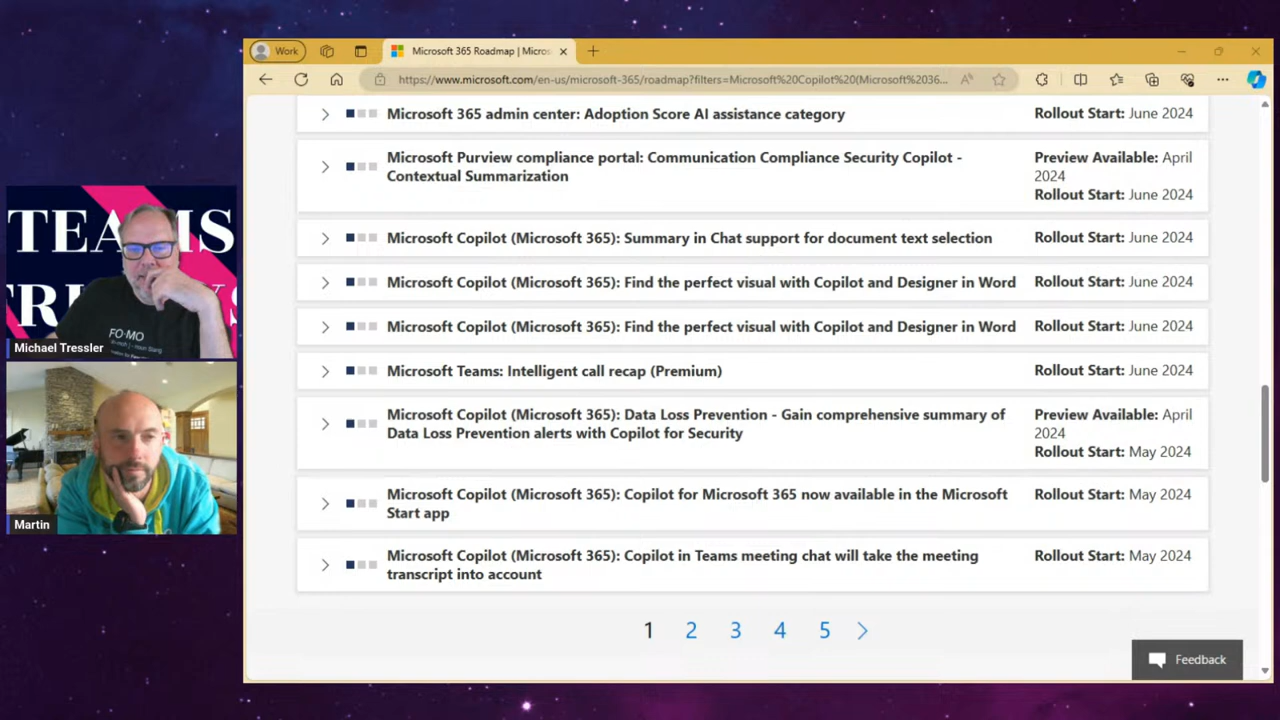 Work
Microsoft 365 Roadmap | Micros
https://www.microsoft.com/en-us/microsoft-365/roadmap?filters=Microsoft%20Copilot%20(Microsoft%2036...
Microsoft 365 admin center: Adoption Score AI assistance category
Rollout Start: June 2024
Microsoft Purview compliance portal: Communication Compliance Security Copilot -
Contextual Summarization
Preview Available: April
2024
Rollout Start: June 2024
Microsoft Copilot (Microsoft 365): Summary in Chat support for document text selection
Rollout Start: June 2024
Microsoft Copilot (Microsoft 365): Find the perfect visual with Copilot and Designer in Word
Rollout Start: June 2024
Microsoft Copilot (Microsoft 365): Find the perfect visual with Copilot and Designer in Word
Rollout Start: June 2024
Microsoft Teams: Intelligent call recap (Premium)
Rollout Start: June 2024
Microsoft Copilot (Microsoft 365): Data Loss Prevention - Gain comprehensive summary of
Data Loss Prevention alerts with Copilot for Security
Preview Available: April
2024
Rollout Start: May 2024
Microsoft Copilot (Microsoft 365): Copilot for Microsoft 365 now available in the Microsoft
Start app
Rollout Start: May 2024
Microsoft Copilot (Microsoft 365): Copilot in Teams meeting chat will take the meeting
transcript into account
Rollout Start: May 2024
1 2 3 4 5
Feedback
TEAMS
FO·MO
Michael Tressler
Martin